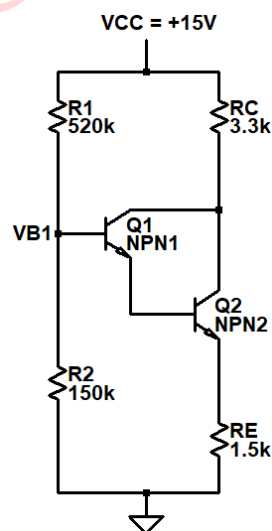 VCC = +15V
R1
520k
RC
3.3k
VB1
Q1
NPN1
Q2
NPN2
R2
150k
RE
1.5k